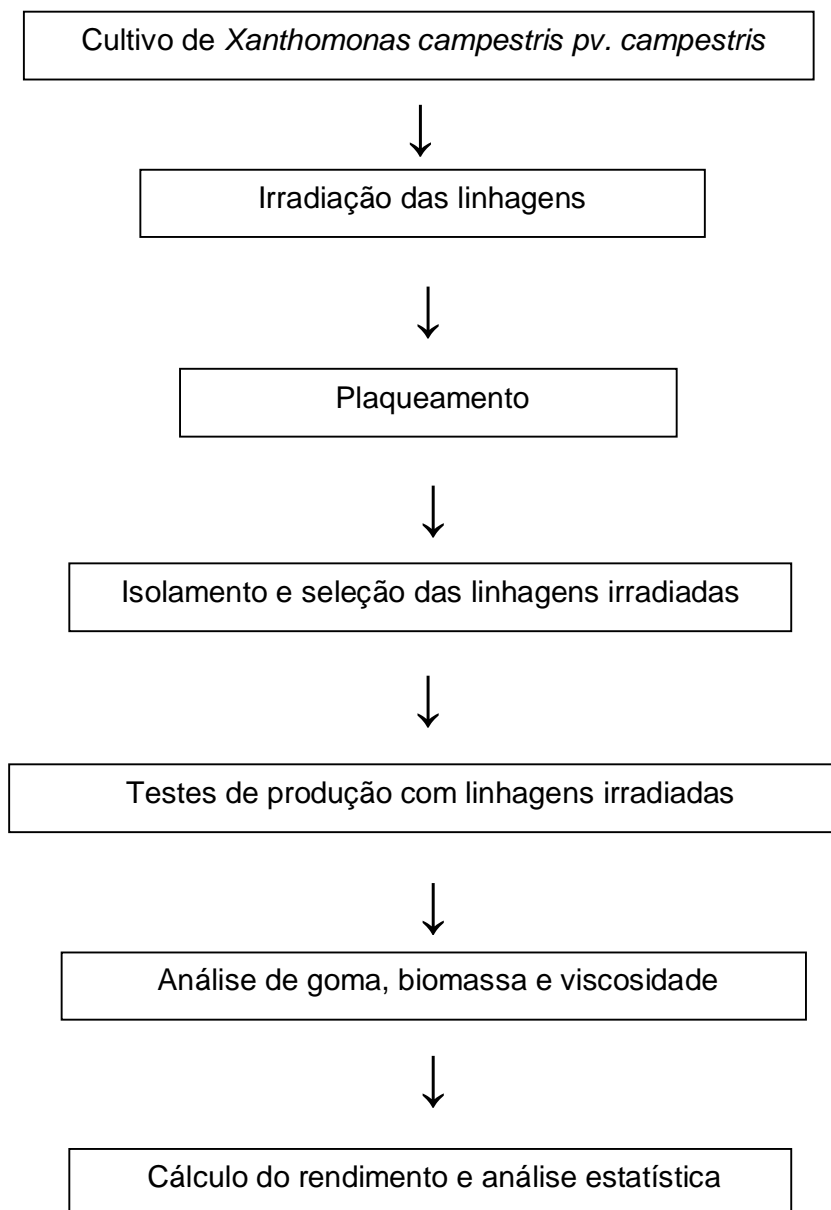 Cultivo de Xanthomonas campestris pv. campestris
Irradiação das linhagens
Plaqueamento
Isolamento e seleção das linhagens irradiadas
Testes de produção com linhagens irradiadas
Análise de goma, biomassa e viscosidade
Cálculo do rendimento e análise estatística